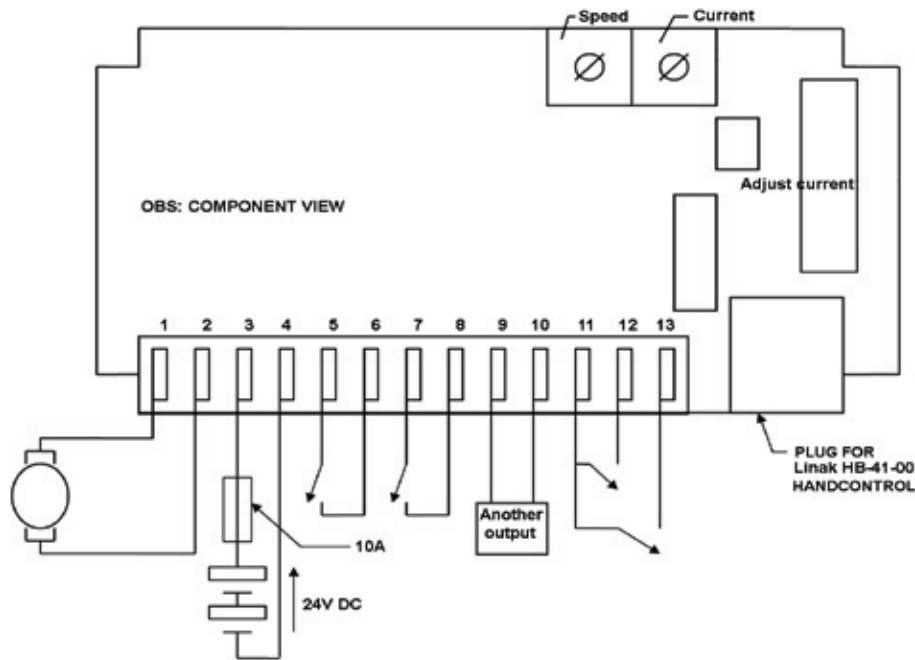 Speed Current
Adjust current
OBS: COMPONENT VIEW
1 2 3 4 5 6 7 8 9 10 11 12 13
PLUG FOR
Linak HB-41-00
HANDCONTROL
Another
output
10A
24V DC